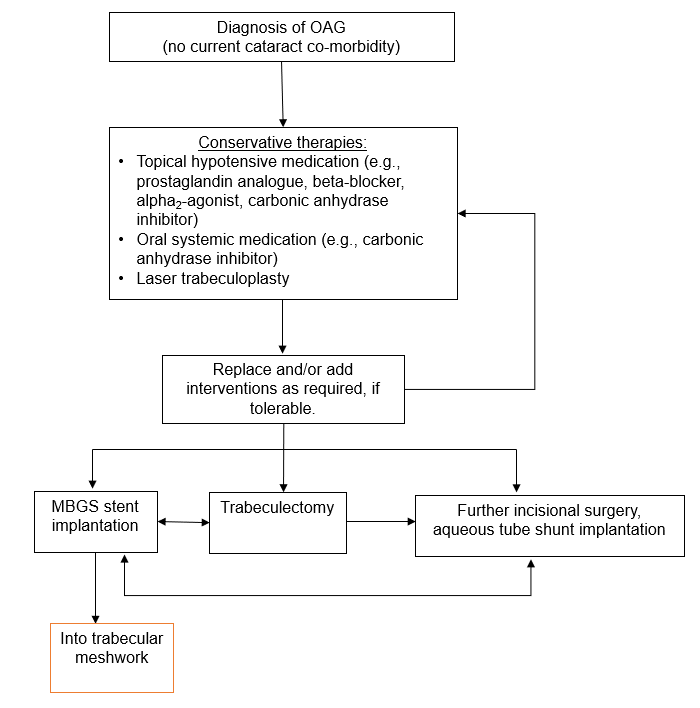 Diagnosis of OAG
(no current cataract co-morbidity)
Conservative therapies:
• Topical hypotensive medication (e.g.,
prostaglandin analogue, beta-blocker,
alpha₂-agonist, carbonic anhydrase
inhibitor)
• Oral systemic medication (e.g., carbonic
anhydrase inhibitor)
• Laser trabeculoplasty
Replace and/or add
interventions as required, if
tolerable.
MBGS stent
implantation
Trabeculectomy
Further incisional surgery,
aqueous tube shunt implantation
Into trabecular
meshwork